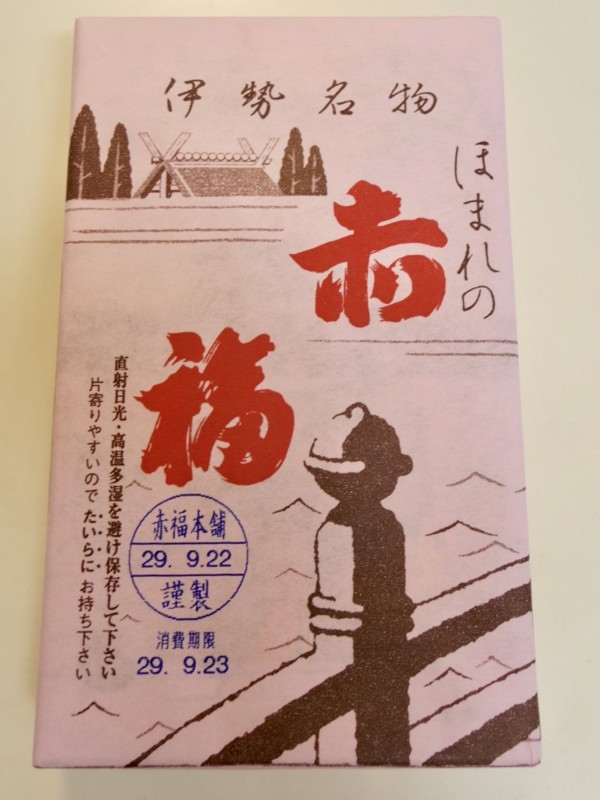 伊勢名物
ほまれの
赤福
直射日光・高温多湿を避け保存して下さい
片寄りやすいので たいらに お持ち下さい
赤福本舗
29. 9.22
謹製
消費期限
29. 9.23